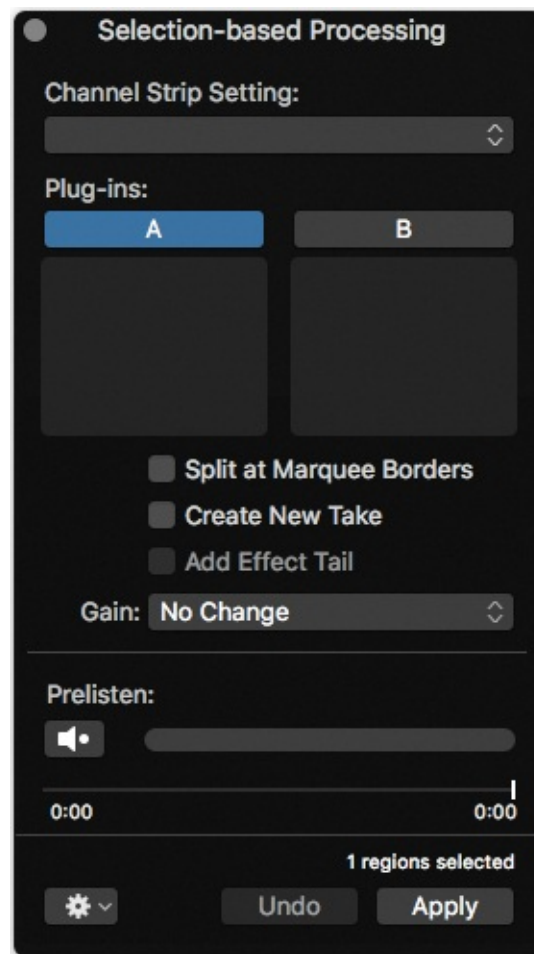 Selection-based Processing
Channel Strip Setting:
Plug-ins:
A B
Split at Marquee Borders
Create New Take
Add Effect Tail
Gain: No Change
Prelisten:
0:00 0:00
1 regions selected
Undo Apply